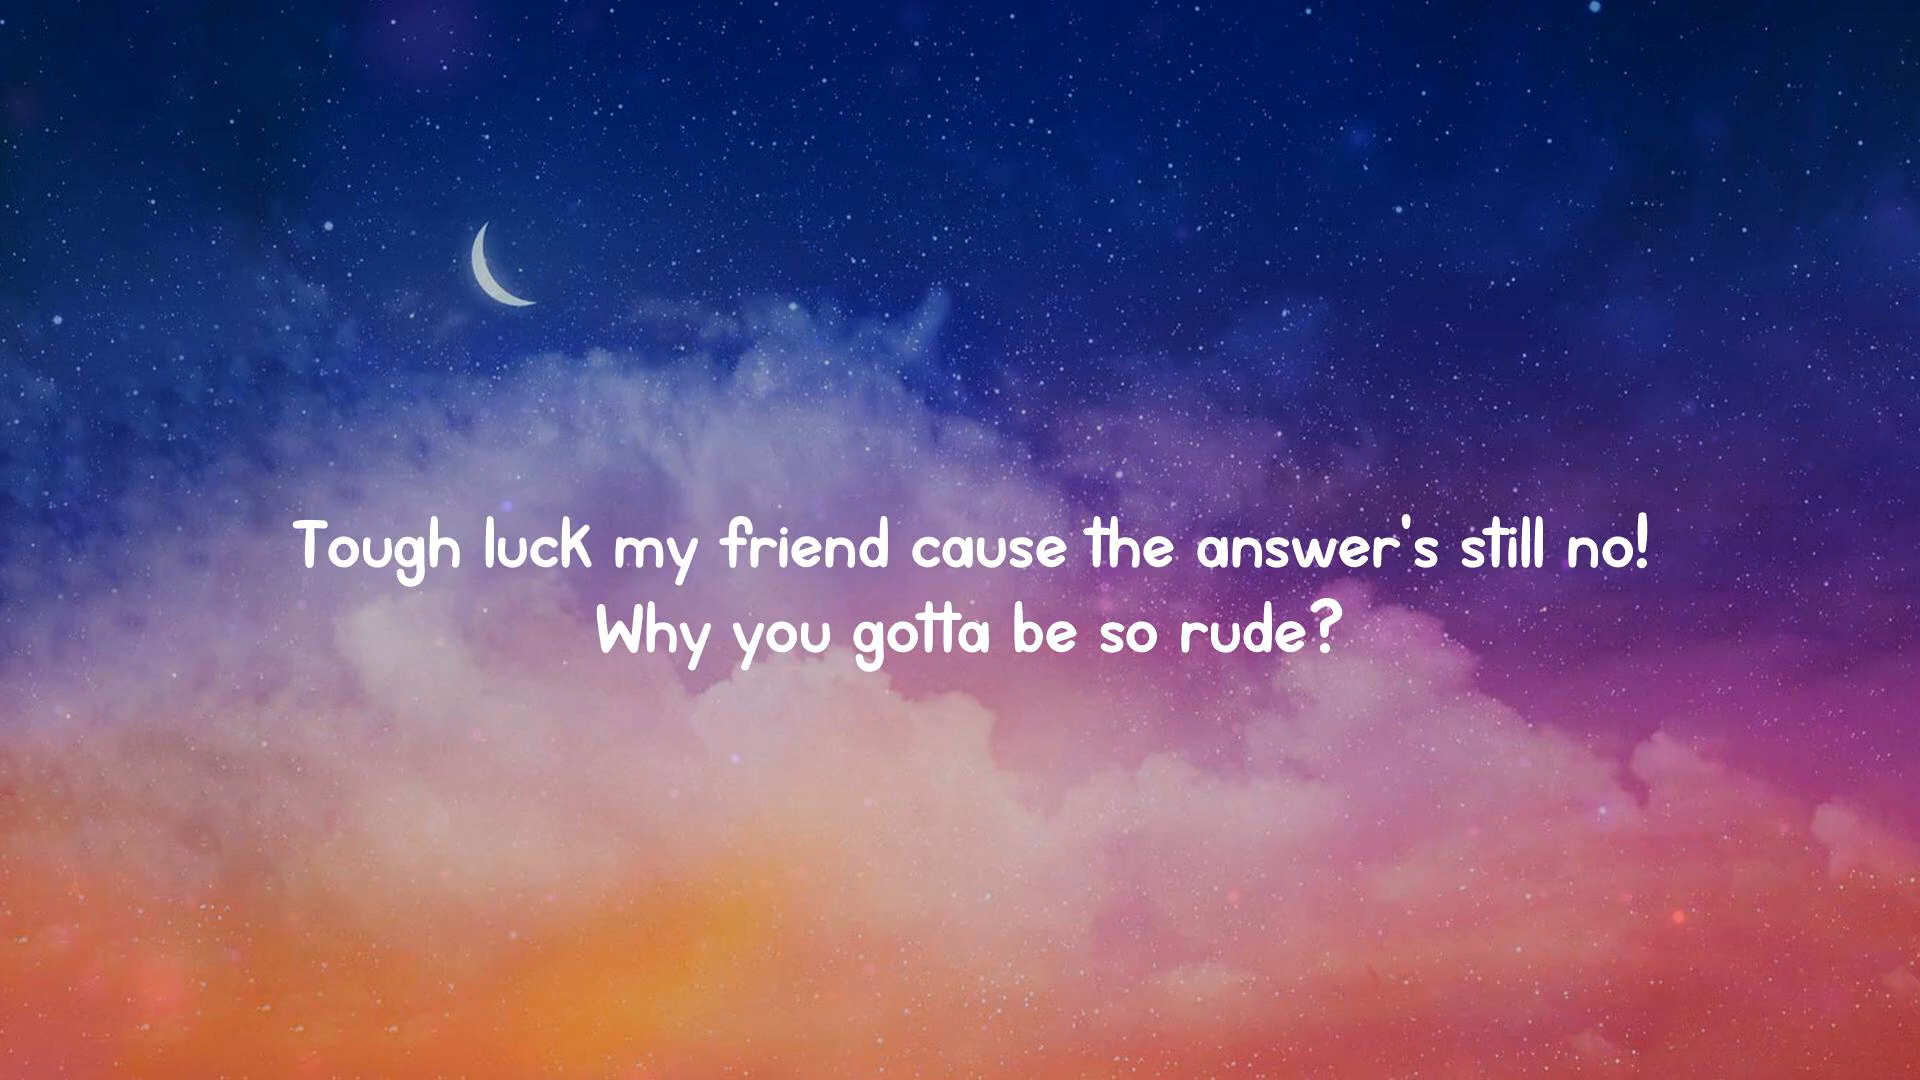 Tough luck my friend cause the answer's still no!
Why you gotta be so rude?